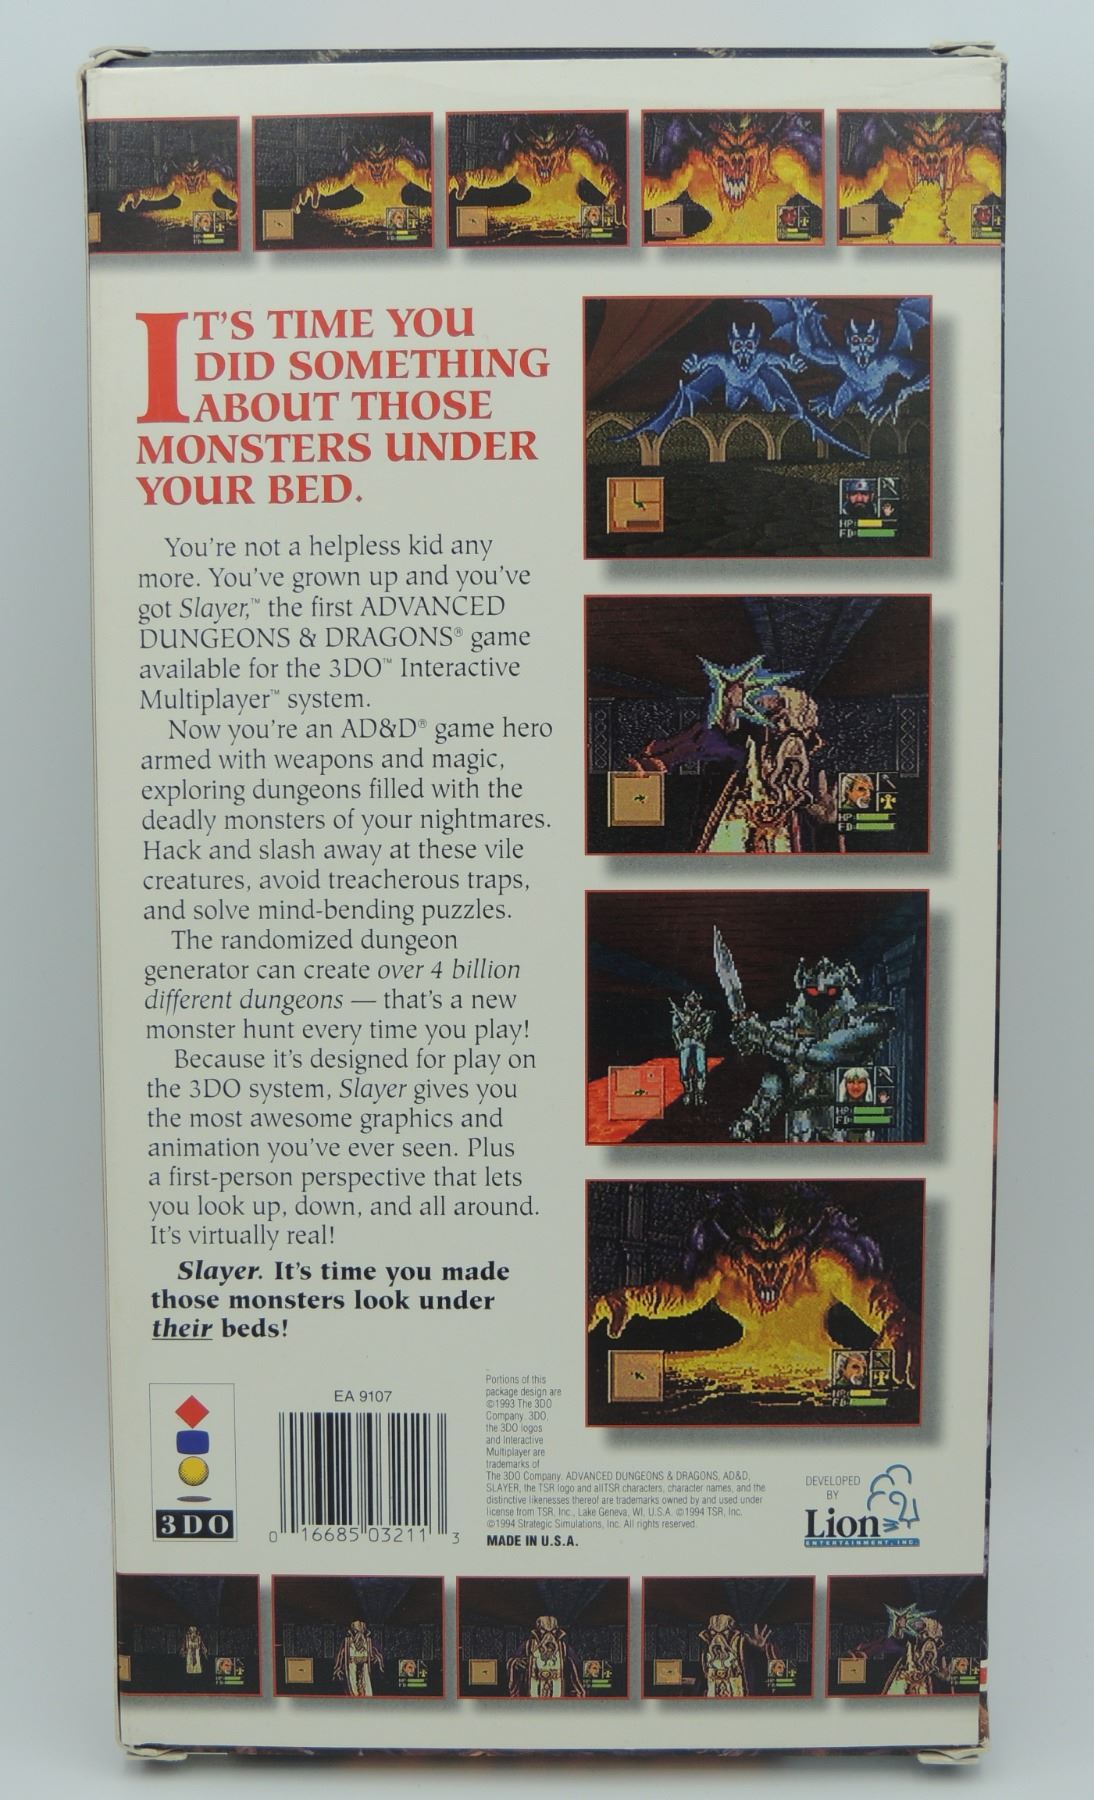 IT'S TIME YOU
DID SOMETHING
ABOUT THOSE
MONSTERS UNDER
YOUR BED.
You're not a helpless kid any
more. You've grown up and you've
got Slayer,™ the first ADVANCED
DUNGEONS & DRAGONS® game
available for the 3DO™ Interactive
Multiplayer™ system.
Now you're an AD&D® game hero
armed with weapons and magic,
exploring dungeons filled with the
deadly monsters of your nightmares.
Hack and slash away at these vile
creatures, avoid treacherous traps,
and solve mind-bending puzzles.
The randomized dungeon
generator can create over 4 billion
different dungeons — that's a new
monster hunt every time you play!
Because it's designed for play on
the 3DO system, Slayer gives you
the most awesome graphics and
animation you've ever seen. Plus
a first-person perspective that lets
you look up, down, and all around.
It's virtually real!
Slayer. It's time you made
those monsters look under
their beds!
HP:
FD:
HP:
FD:
HP:
FD:
HP:
FD:
3DO
EA 9107
0 16685 03211 3
Portions of this
package design are
©1993 The 3DO
Company. 3DO,
the 3DO logos
and Interactive
Multiplayer are
trademarks of
The 3DO Company. ADVANCED DUNGEONS & DRAGONS, AD&D,
SLAYER, the TSR logo and allTSR characters, character names, and the
distinctive likenesses thereof are trademarks owned by and used under
license from TSR, Inc., Lake Geneva, WI, U.S.A. ©1994 TSR, Inc.
©1994 Strategic Simulations, Inc. All rights reserved.
MADE IN U.S.A.
DEVELOPED
BY
Lion
ENTERTAINMENT, INC.